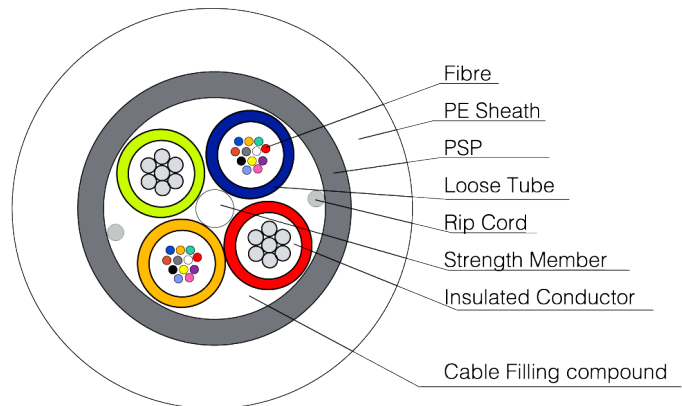 Fibre
PE Sheath
PSP
Loose Tube
Rip Cord
Strength Member
Insulated Conductor
Cable Filling compound